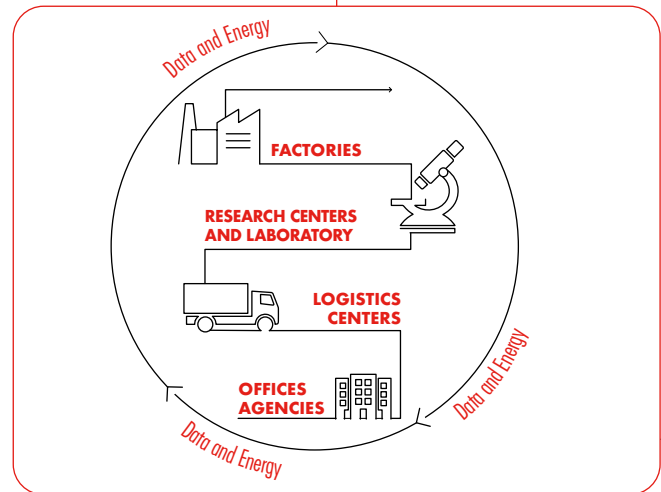 Data and Energy
FACTORIES
RESEARCH CENTERS
AND LABORATORY
LOGISTICS
CENTERS
OFFICES
AGENCIES
Data and Energy
Data and Energy